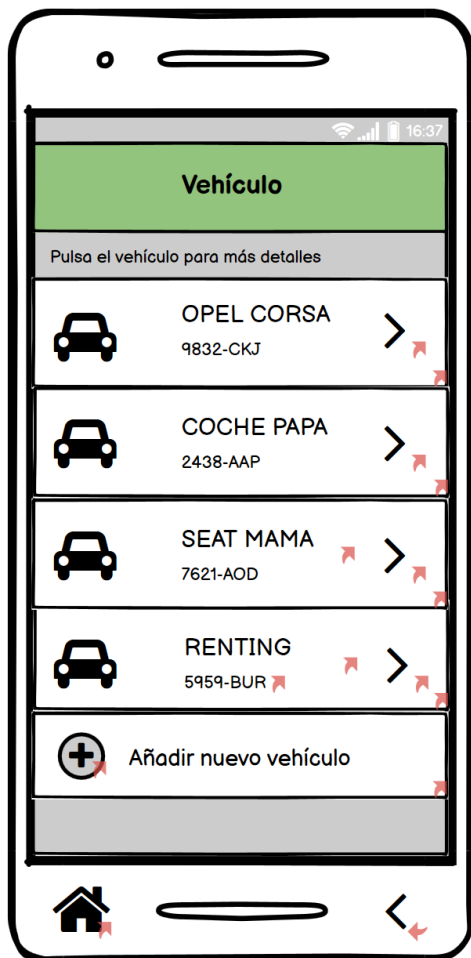 16:37
Vehículo
Pulsa el vehículo para más detalles
OPEL CORSA
9832-CKJ
COCHE PAPA
2438-AAP
SEAT MAMA
7621-AOD
RENTING
5959-BUR
Añadir nuevo vehículo